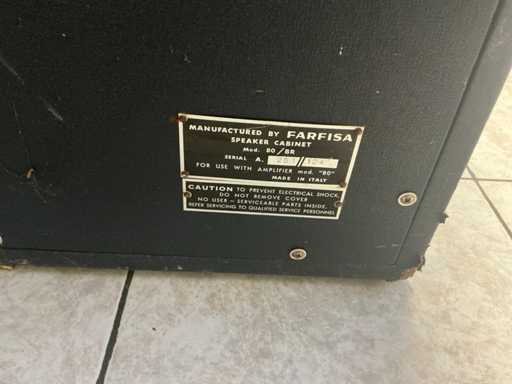 MANUFACTURED BY FARFISA
SPEAKER CABINET
Mod. 80/BR
SERIAL A.
FOR USE WITH AMPLIFIER mod. "80"
MADE IN ITALY
CAUTION TO PREVENT ELECTRICAL SHOCK
DO NOT REMOVE COVER
NO USER-SERVICEABLE PARTS INSIDE,
REFER SERVICING TO QUALIFIED SERVICE PERSONNEL